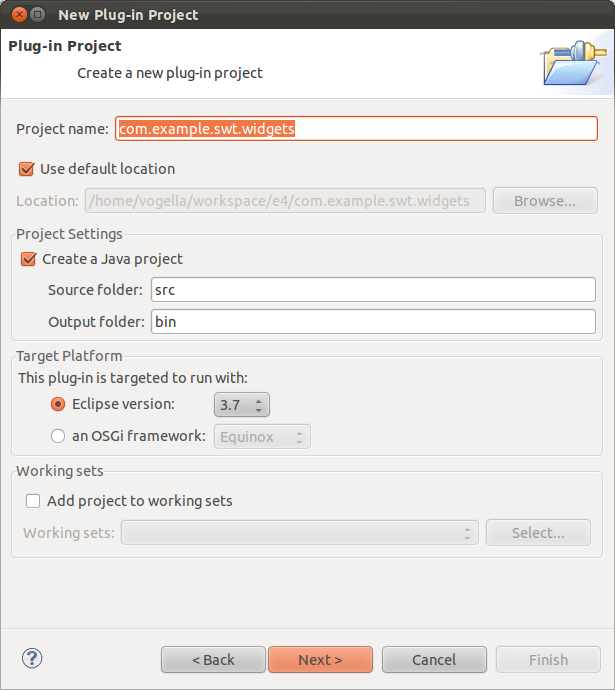 New Plug-in Project
Plug-in Project
Create a new plug-in project
Project name: com.example.swt.widgets
Use default location
Location: /home/vogella/workspace/e4/com.example.swt.widgets Browse...
Project Settings
Create a Java project
Source folder: src
Output folder: bin
Target Platform
This plug-in is targeted to run with:
Eclipse version: 3.7
an OSGi framework: Equinox
Working sets
Add project to working sets
Working sets: Select...
? < Back Next > Cancel Finish